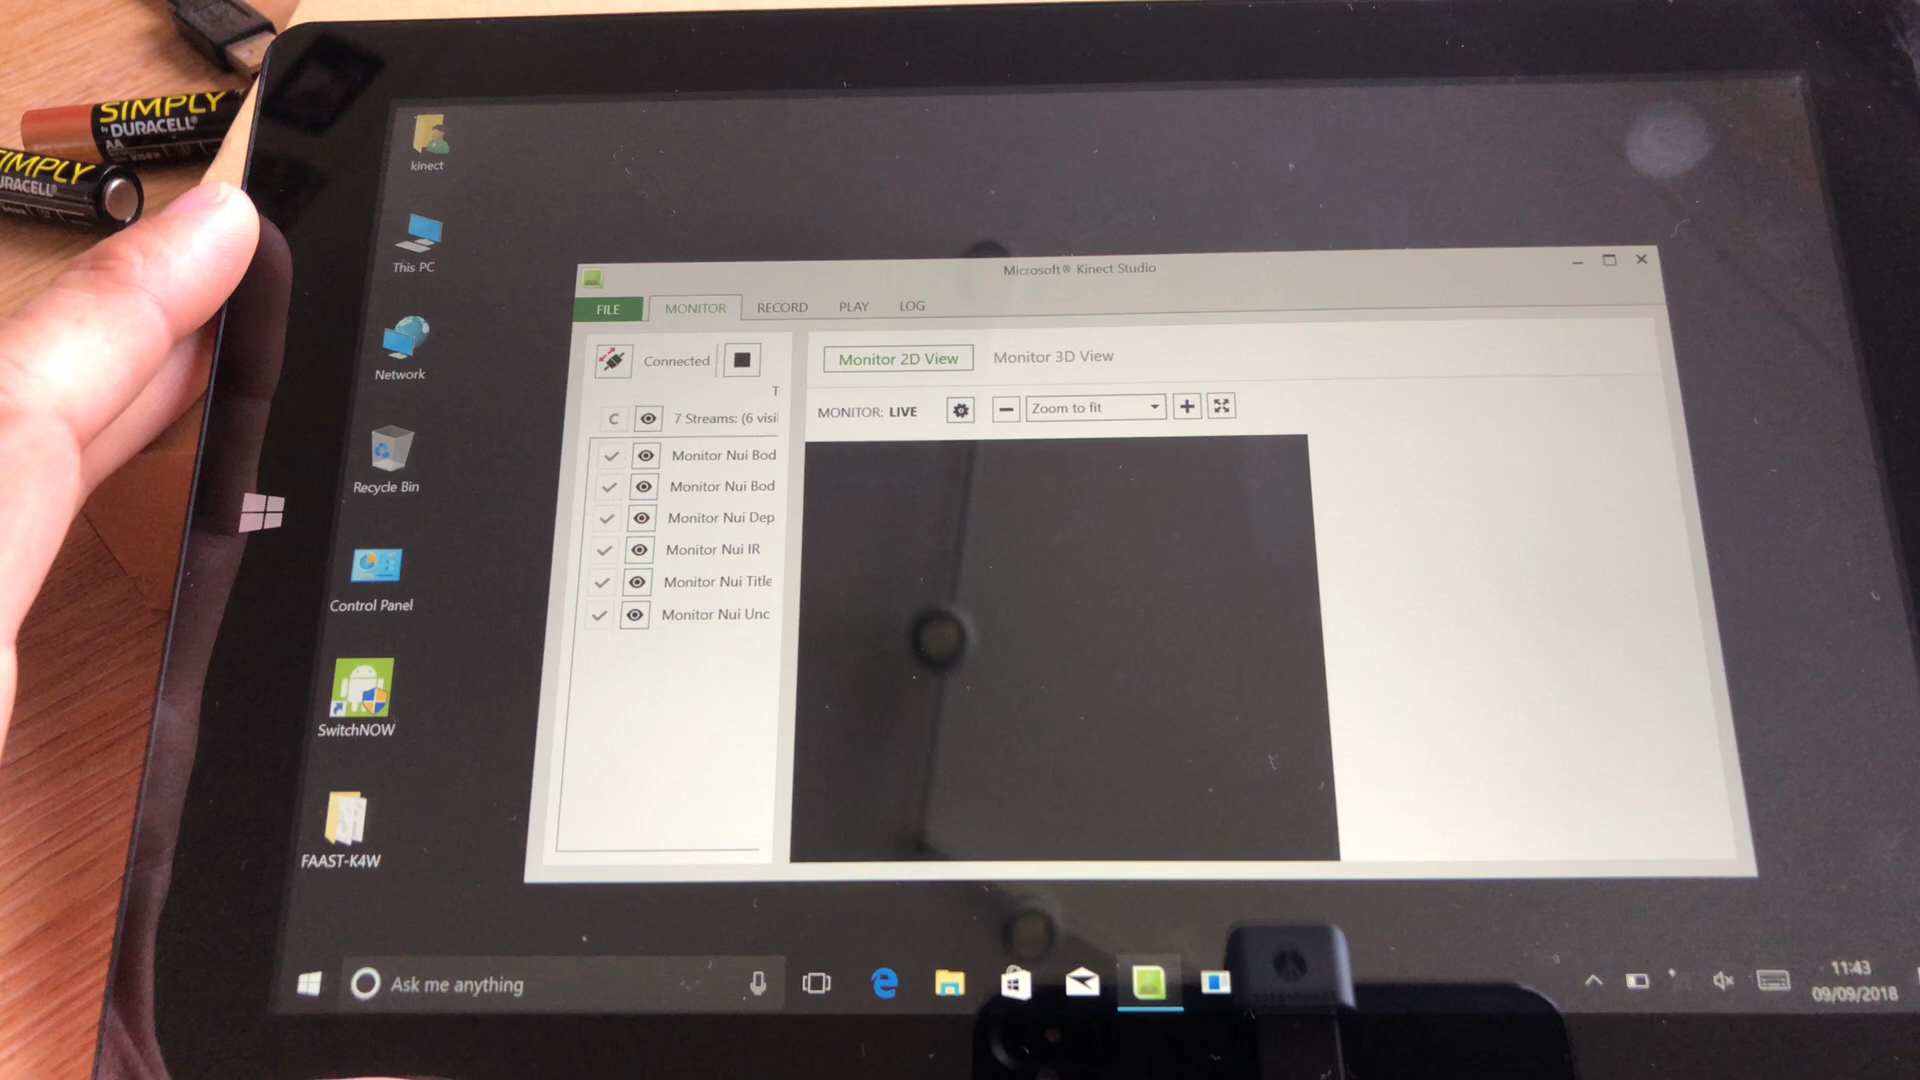 SIMPLY
by DURACELL
AA
SIMPLY
DURACELL
kinect
This PC
Network
Recycle Bin
Control Panel
SwitchNOW
FAAST-K4W
Microsoft® Kinect Studio
FILE
MONITOR
RECORD
PLAY
LOG
Connected
T
C
7 Streams: (6 visi
Monitor Nui Bod
Monitor Nui Bod
Monitor Nui Dep
Monitor Nui IR
Monitor Nui Title
Monitor Nui Unc
Monitor 2D View
Monitor 3D View
MONITOR: LIVE
Zoom to fit
Ask me anything
11:43
09/09/2018